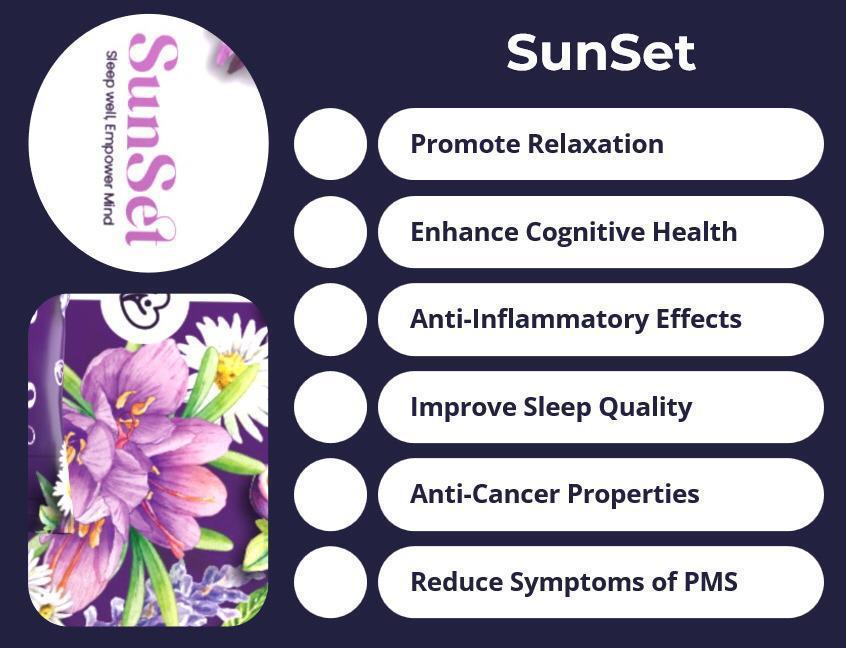 SunSet
Sleep well, Empower Mind
SunSet
Promote Relaxation
Enhance Cognitive Health
Anti-Inflammatory Effects
Improve Sleep Quality
Anti-Cancer Properties
Reduce Symptoms of PMS